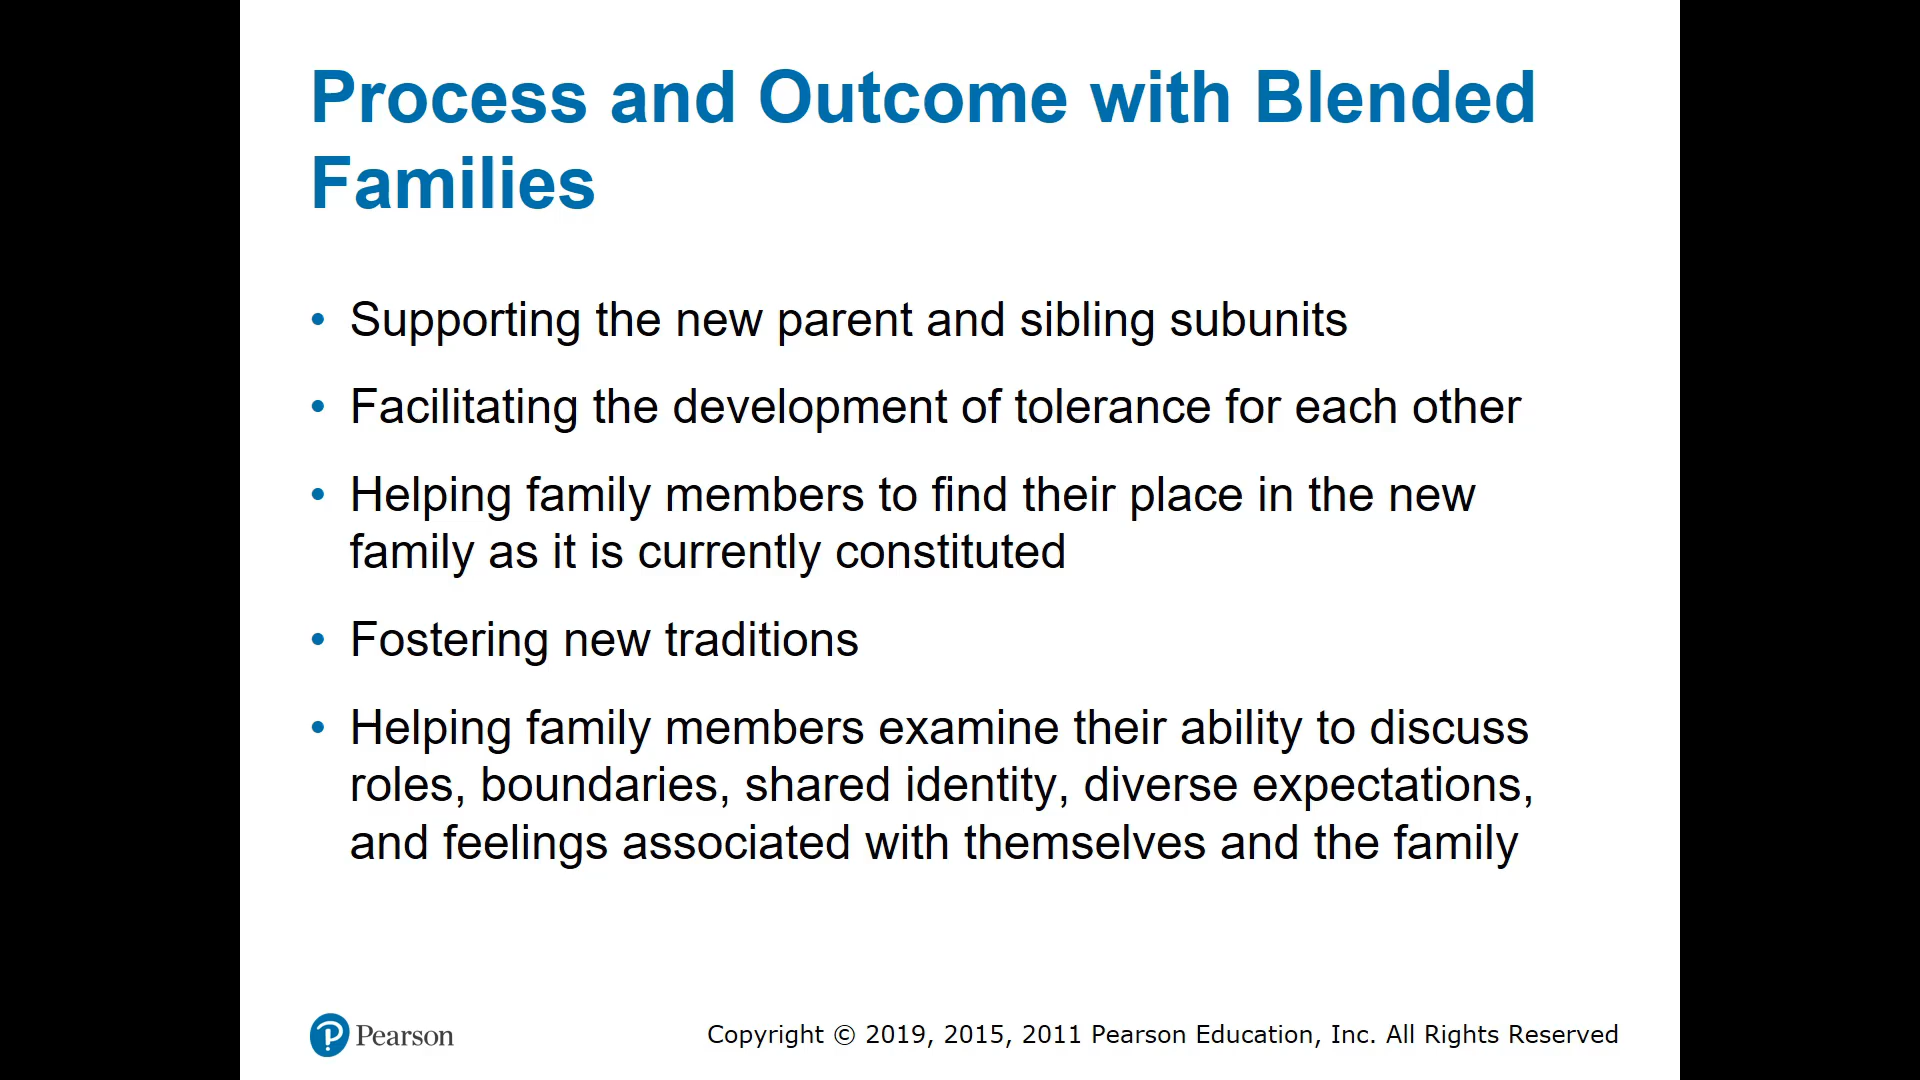 Process and Outcome with Blended
Families
• Supporting the new parent and sibling subunits
• Facilitating the development of tolerance for each other
• Helping family members to find their place in the new
family as it is currently constituted
• Fostering new traditions
• Helping family members examine their ability to discuss
roles, boundaries, shared identity, diverse expectations,
and feelings associated with themselves and the family
Pearson
Copyright © 2019, 2015, 2011 Pearson Education, Inc. All Rights Reserved